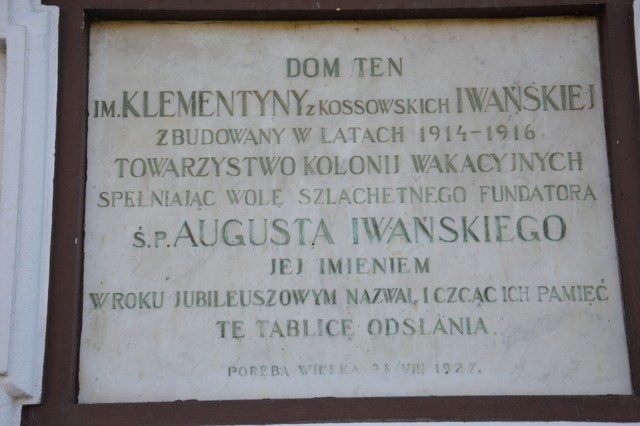 DOM TEN
IM. KLEMENTYNY Z KOSSOWSKICH IWAŃSKIEJ
ZBUDOWANY W LATACH 1914-1916
TOWARZYSTWO KOLONIJ WAKACYJNYCH
SPEŁNIAJĄC WOLĘ SZLACHETNEGO FUNDATORA
Ś.P. AUGUSTA IWAŃSKIEGO
JEJ IMIENIEM
W ROKU JUBILEUSZOWYM NAZWAŁ I CZCĄC ICH PAMIĘĆ
TĘ TABLICĘ ODSŁANIA.
PORĘBA WIELKA 28/VIII 1927.